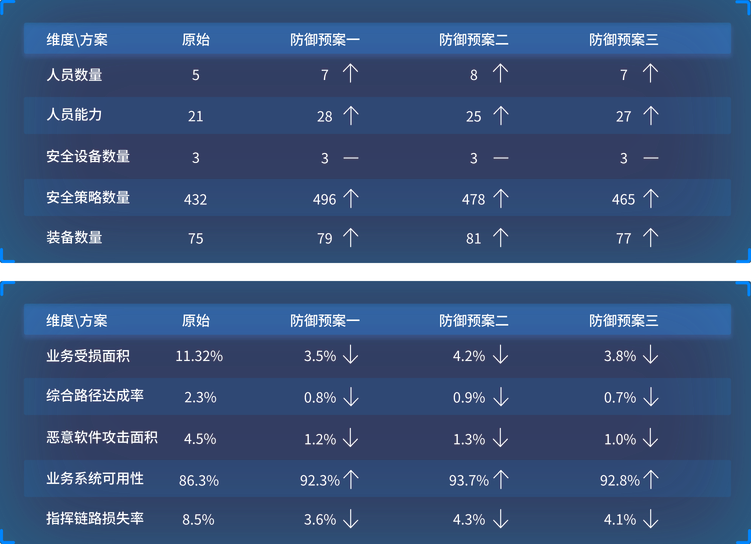 维度\方案 原始 防御预案一 防御预案二 防御预案三
人员数量 5 7 ↑ 8 ↑ 7 ↑
人员能力 21 28 ↑ 25 ↑ 27 ↑
安全设备数量 3 3 — 3 — 3 —
安全策略数量 432 496 ↑ 478 ↑ 465 ↑
装备数量 75 79 ↑ 81 ↑ 77 ↑
维度\方案 原始 防御预案一 防御预案二 防御预案三
业务受损面积 11.32% 3.5% ↓ 4.2% ↓ 3.8% ↓
综合路径达成率 2.3% 0.8% ↓ 0.9% ↓ 0.7% ↓
恶意软件攻击面积 4.5% 1.2% ↓ 1.3% ↓ 1.0% ↓
业务系统可用性 86.3% 92.3% ↑ 93.7% ↑ 92.8% ↑
指挥链路损失率 8.5% 3.6% ↓ 4.3% ↓ 4.1% ↓